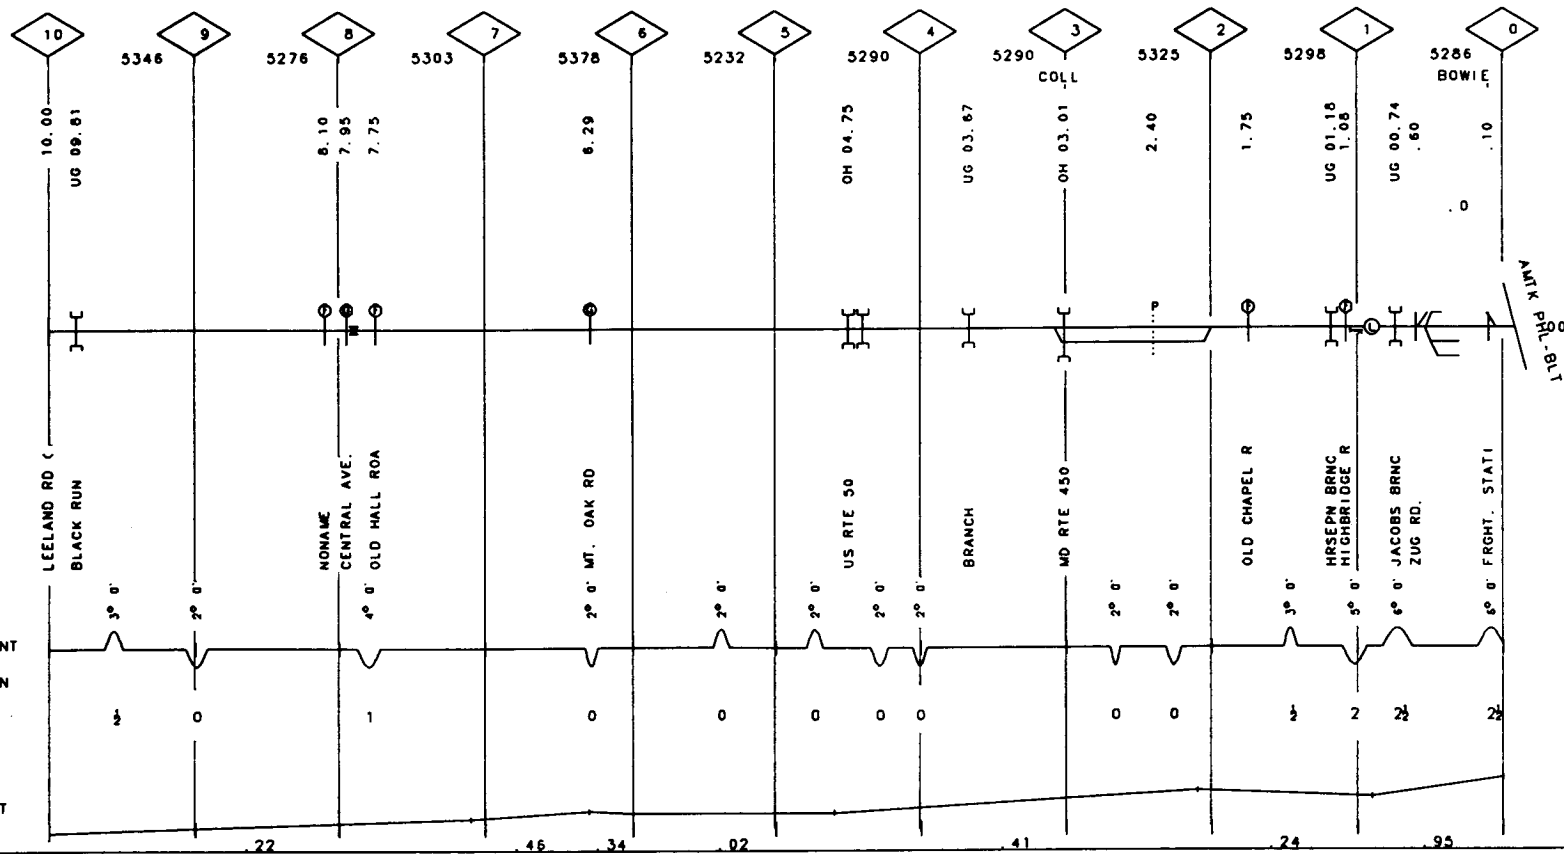 10 9 8 7 6 5 4 3 2 1 0
5346 5276 5303 5378 5232 5290 5290 5325 5298 5286
COLL
BOWIE
10.00
UG 09.81
8.10
7.95
7.75
6.29
OH 04.75
UG 03.67
OH 03.01
2.40
1.75
UG 01.18
1.08
UG 00.74
.60
.10
.0
P
F
G
F
G
F
F
L
AMTK PHL-BLT
00
LEELAND RD (
BLACK RUN
NONAME
CENTRAL AVE.
OLD HALL ROA
MT. OAK RD
US RTE 50
BRANCH
MD RTE 450
OLD CHAPEL R
HRSEPN BRNC
HIGHBRIDGE R
JACOBS BRNC
ZUG RD.
FRGHT. STATI
3° 0' 2° 0' 4° 0' 2° 0' 2° 0' 2° 0' 2° 0' 2° 0' 2° 0' 2° 0' 3° 0' 5° 0' 6° 0' 6° 0'
NT
N
½ 0 1 0 0 0 0 0 0 0 ½ 2 2½ 2½
T
.22 .46 .34 .02 .41 .24 .95